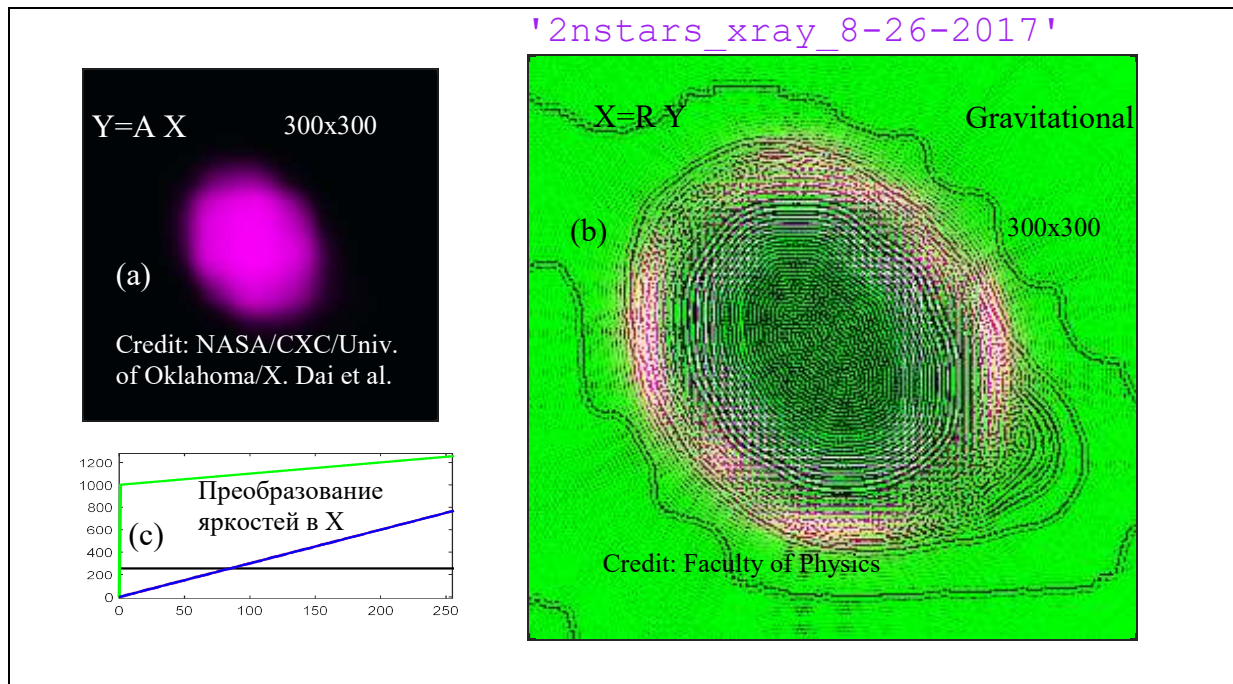 '2nstars_xray_8-26-2017'
Y=A X
300x300
(a)
Credit: NASA/CXC/Univ.
of Oklahoma/X. Dai et al.
X=R Y
Gravitational
(b)
300x300
Credit: Faculty of Physics
1200
1000
800
600
400
200
0
Преобразование
яркостей в X
(c)
0
50
100
150
200
250